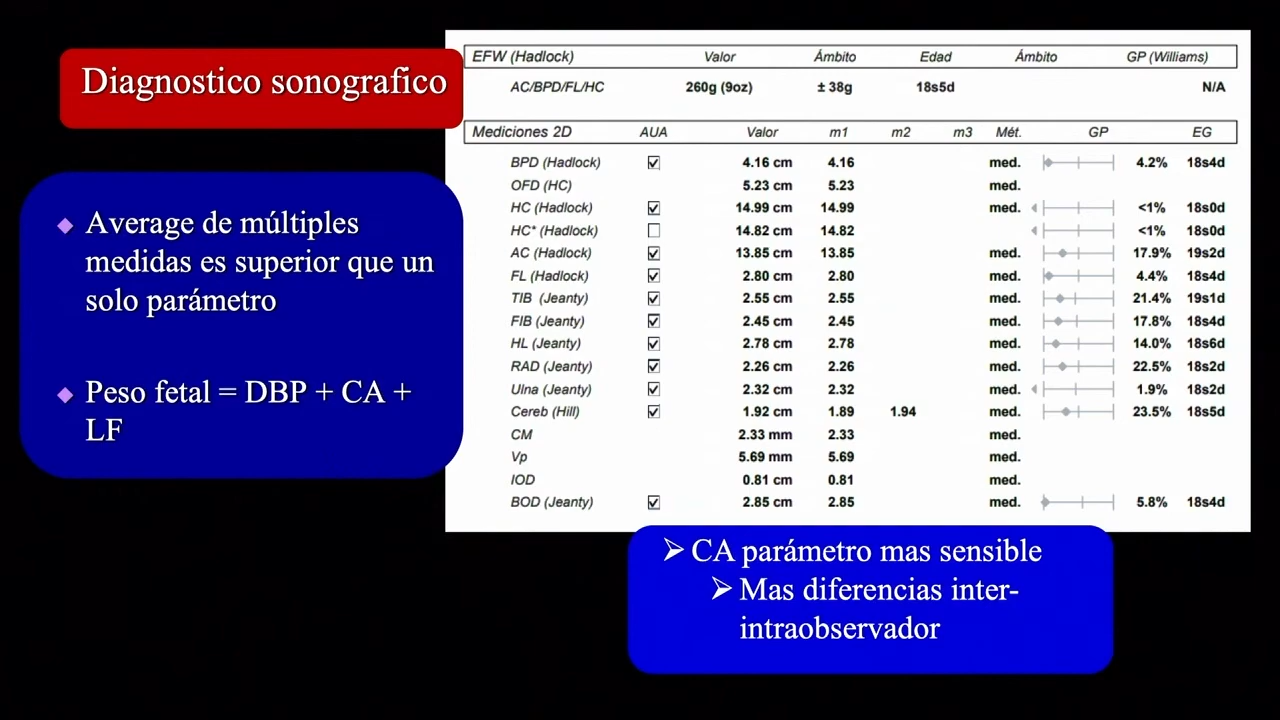 Diagnostico sonografico
Average de múltiples
medidas es superior que un
solo parámetro
Peso fetal = DBP + CA +
LF
EFW (Hadlock) Valor Ámbito Edad Ámbito GP (Williams)
AC/BPD/FL/HC 260g (9oz) ± 38g 18s5d N/A
Mediciones 2D AUA Valor m1 m2 m3 Mét. GP EG
BPD (Hadlock) 4.16 cm 4.16 med. 4.2% 18s4d
OFD (HC) 5.23 cm 5.23 med.
HC (Hadlock) 14.99 cm 14.99 med. <1% 18s0d
HC* (Hadlock) 14.82 cm 14.82 <1% 18s0d
AC (Hadlock) 13.85 cm 13.85 med. 17.9% 19s2d
FL (Hadlock) 2.80 cm 2.80 med. 4.4% 18s4d
TIB (Jeanty) 2.55 cm 2.55 med. 21.4% 19s1d
FIB (Jeanty) 2.45 cm 2.45 med. 17.8% 18s4d
HL (Jeanty) 2.78 cm 2.78 med. 14.0% 18s6d
RAD (Jeanty) 2.26 cm 2.26 med. 22.5% 18s2d
Ulna (Jeanty) 2.32 cm 2.32 med. 1.9% 18s2d
Cereb (Hill) 1.92 cm 1.89 1.94 med. 23.5% 18s5d
CM 2.33 mm 2.33 med.
Vp 5.69 mm 5.69 med.
IOD 0.81 cm 0.81 med.
BOD (Jeanty) 2.85 cm 2.85 med. 5.8% 18s4d
CA parámetro mas sensible
Mas diferencias inter-
intraobservador